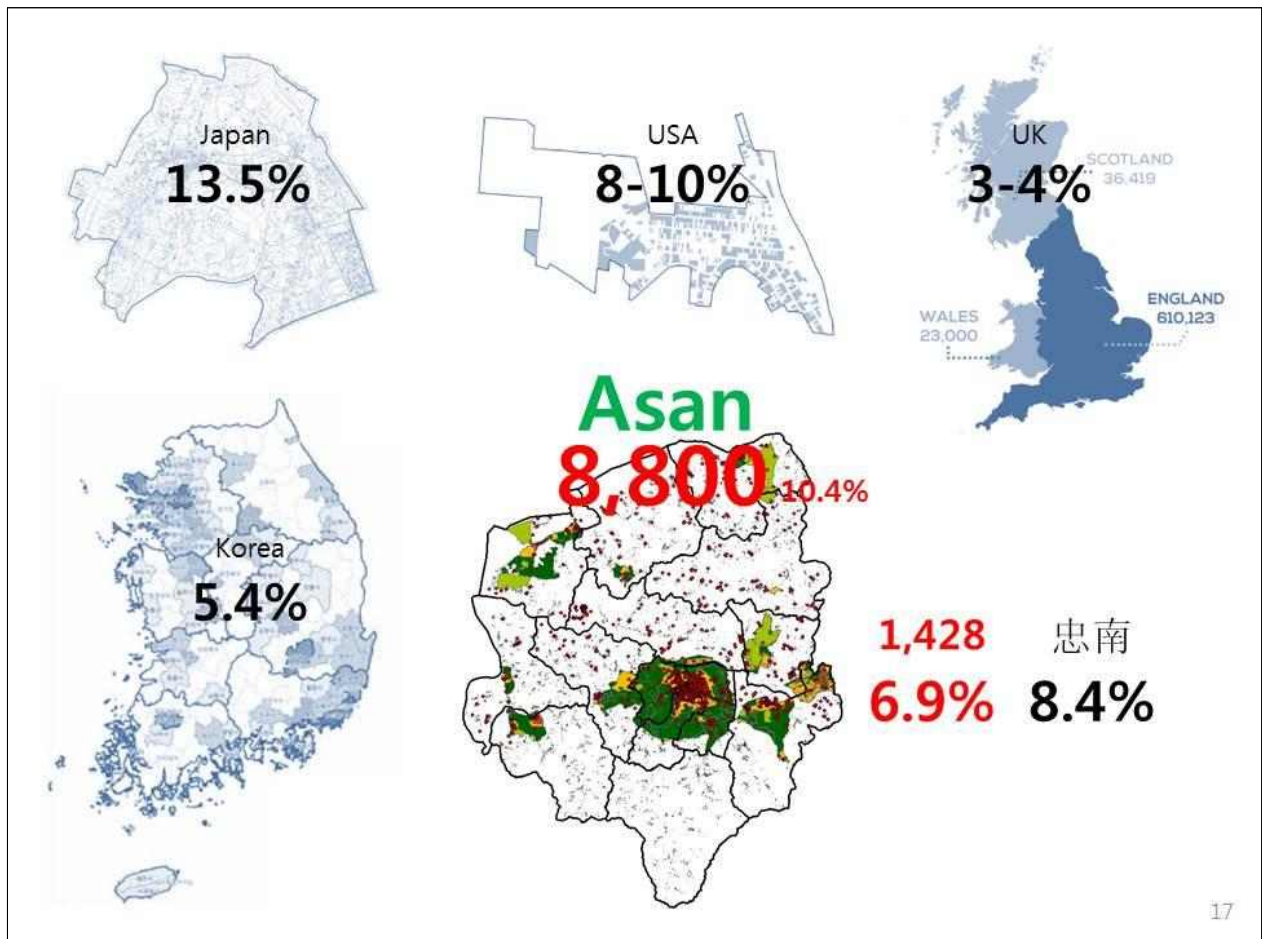 Japan
13.5%
USA
8-10%
UK
3-4%
SCOTLAND
36,419
WALES
23,000
ENGLAND
610,123
Asan
8,800 10.4%
Korea
5.4%
1,428 忠南
6.9% 8.4%
17